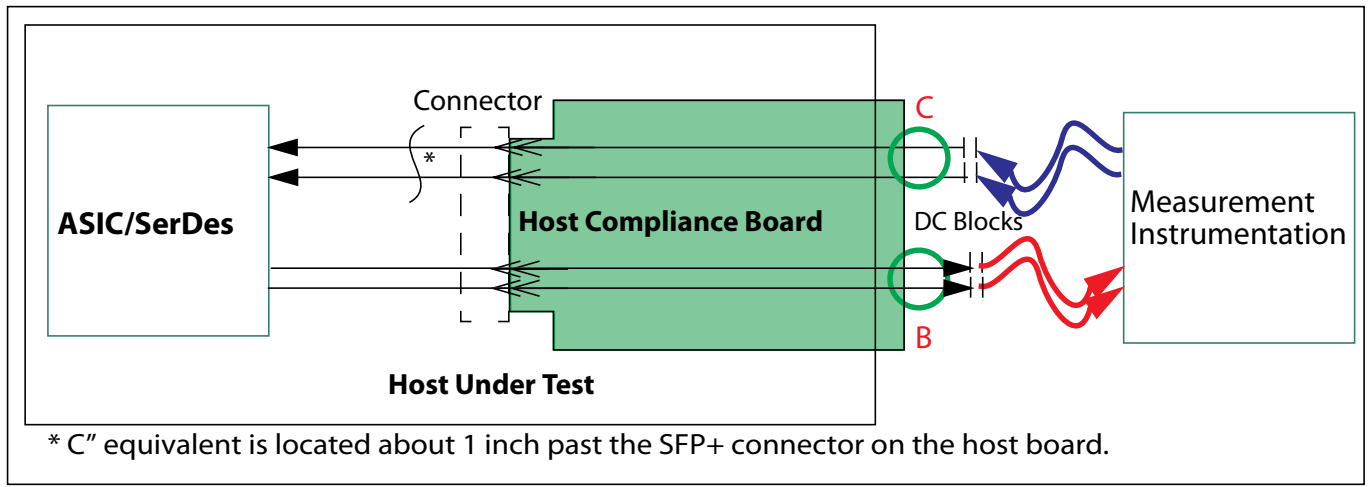 Connector
C
*
ASIC/SerDes
Host Compliance Board
DC Blocks
Measurement
Instrumentation
B
Host Under Test
* C” equivalent is located about 1 inch past the SFP+ connector on the host board.